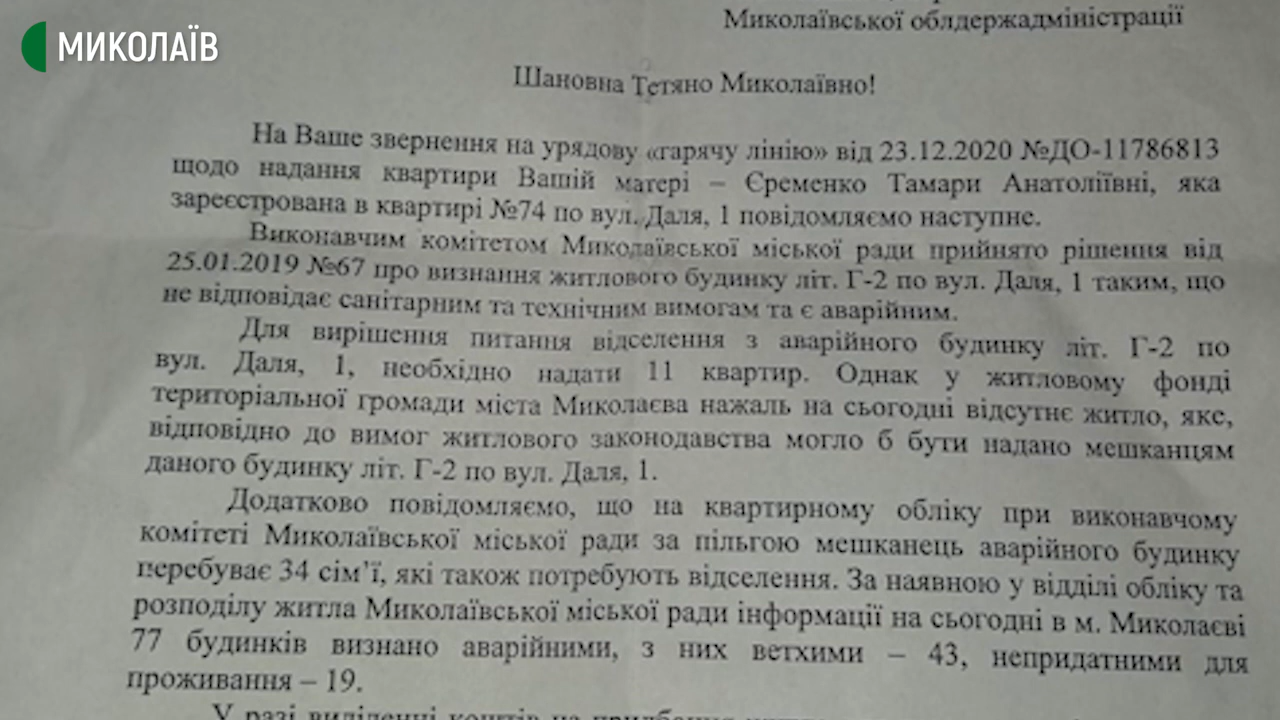 МИКОЛАЇВ
Миколаївської облдержадміністрації
Шановна Тетяно Миколаївно!
На Ваше звернення на урядову «гарячу лінію» від 23.12.2020 №ДО-11786813
щодо надання квартири Вашій матері – Єременко Тамари Анатоліївні, яка
зареєстрована в квартирі №74 по вул. Даля, 1 повідомляємо наступне.
Виконавчим комітетом Миколаївської міської ради прийнято рішення від
25.01.2019 №67 про визнання житлового будинку літ. Г-2 по вул. Даля, 1 таким, що
не відповідає санітарним та технічним вимогам та є аварійним.
Для вирішення питання відселення з аварійного будинку літ. Г-2 по
вул. Даля, 1, необхідно надати 11 квартир. Однак у житловому фонді
територіальної громади міста Миколаєва нажаль на сьогодні відсутнє житло, яке,
відповідно до вимог житлового законодавства могло б бути надано мешканцям
даного будинку літ. Г-2 по вул. Даля, 1.
Додатково повідомляємо, що на квартирному обліку при виконавчому
комітеті Миколаївської міської ради за пільгою мешканець аварійного будинку
перебуває 34 сім’ї, які також потребують відселення. За наявною у відділі обліку та
розподілу житла Миколаївської міської ради інформації на сьогодні в м. Миколаєві
77 будинків визнано аварійними, з них ветхими – 43, непридатними для
проживання – 19.
У разі виділенні коштів на придбання